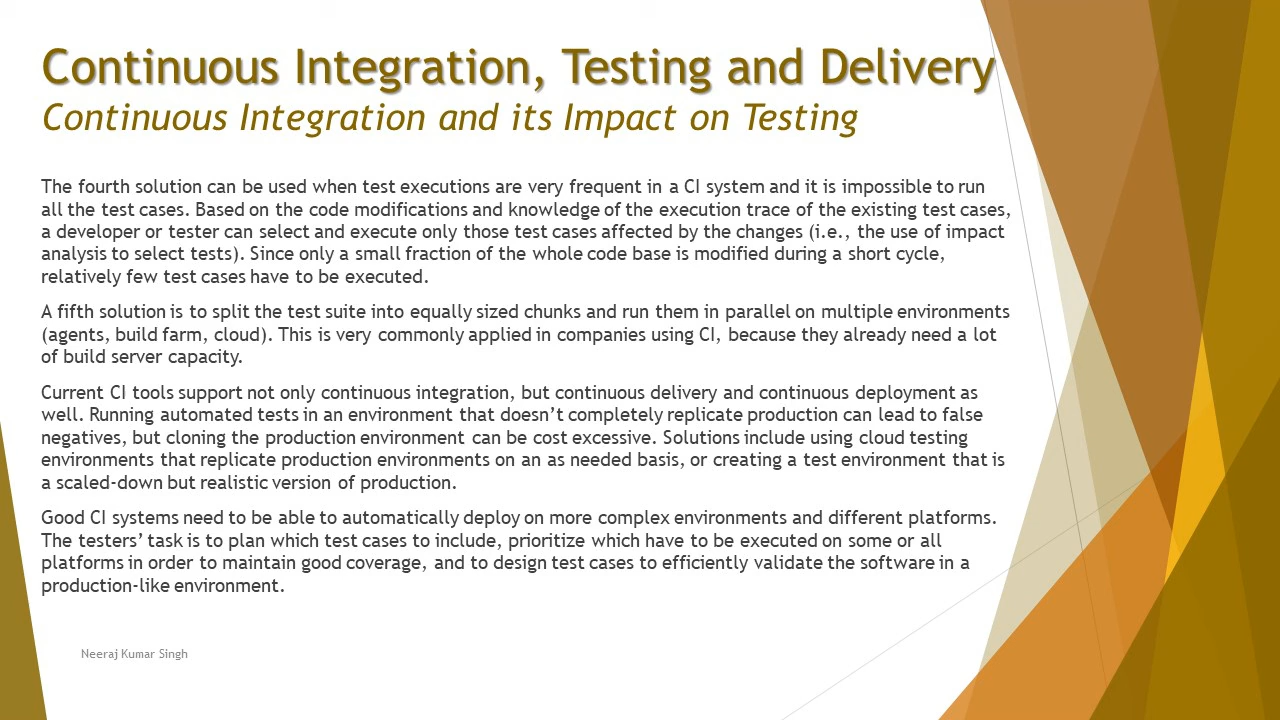 Continuous Integration, Testing and Delivery
Continuous Integration and its Impact on Testing
The fourth solution can be used when test executions are very frequent in a CI system and it is impossible to run
all the test cases. Based on the code modifications and knowledge of the execution trace of the existing test cases,
a developer or tester can select and execute only those test cases affected by the changes (i.e., the use of impact
analysis to select tests). Since only a small fraction of the whole code base is modified during a short cycle,
relatively few test cases have to be executed.
A fifth solution is to split the test suite into equally sized chunks and run them in parallel on multiple environments
(agents, build farm, cloud). This is very commonly applied in companies using CI, because they already need a lot
of build server capacity.
Current CI tools support not only continuous integration, but continuous delivery and continuous deployment as
well. Running automated tests in an environment that doesn’t completely replicate production can lead to false
negatives, but cloning the production environment can be cost excessive. Solutions include using cloud testing
environments that replicate production environments on an as needed basis, or creating a test environment that is
a scaled-down but realistic version of production.
Good CI systems need to be able to automatically deploy on more complex environments and different platforms.
The testers’ task is to plan which test cases to include, prioritize which have to be executed on some or all
platforms in order to maintain good coverage, and to design test cases to efficiently validate the software in a
production-like environment.
Neeraj Kumar Singh